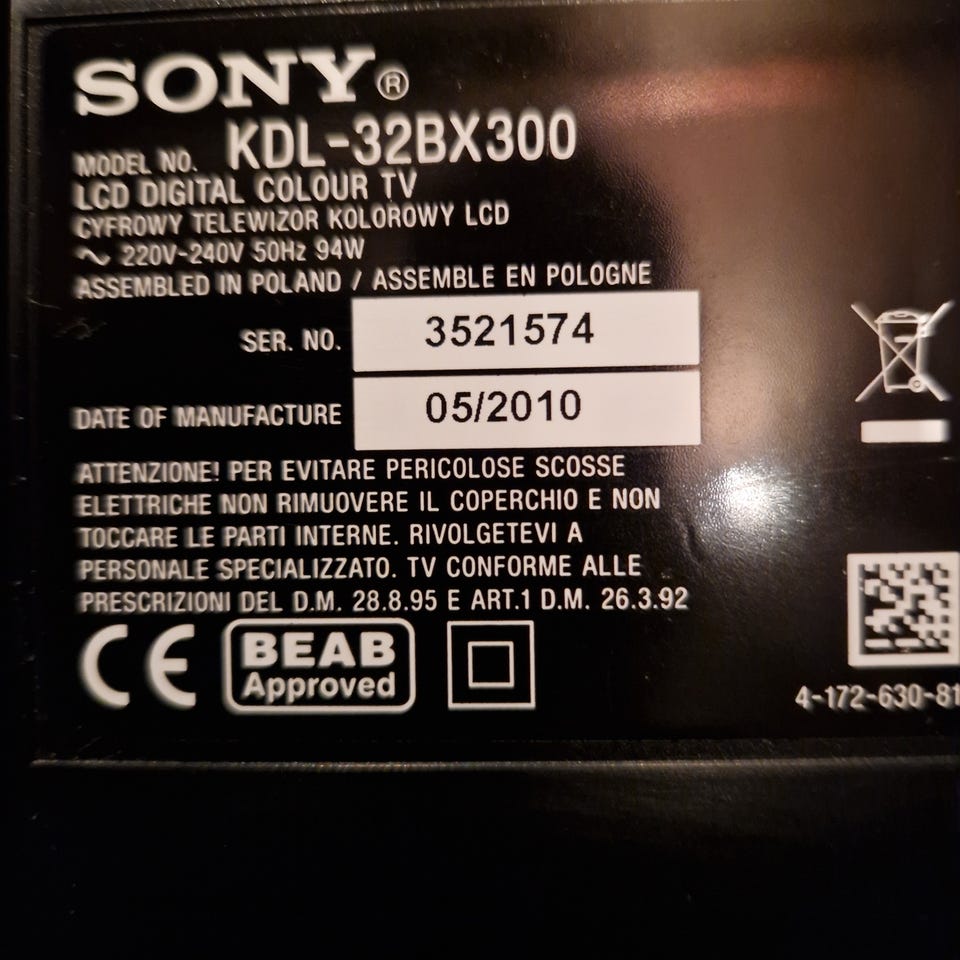 SONY®
MODEL NO. KDL-32BX300
LCD DIGITAL COLOUR TV
CYFROWY TELEWIZOR KOLOROWY LCD
~ 220V-240V 50Hz 94W
ASSEMBLED IN POLAND / ASSEMBLE EN POLOGNE
SER. NO. 3521574
DATE OF MANUFACTURE 05/2010
ATTENZIONE! PER EVITARE PERICOLOSE SCOSSE
ELETTRICHE NON RIMUOVERE IL COPERCHIO E NON
TOCCARE LE PARTI INTERNE. RIVOLGETEVI A
PERSONALE SPECIALIZZATO. TV CONFORME ALLE
PRESCRIZIONI DEL D.M. 28.8.95 E ART.1 D.M. 26.3.92
CE
BEAB
Approved
4-172-630-81